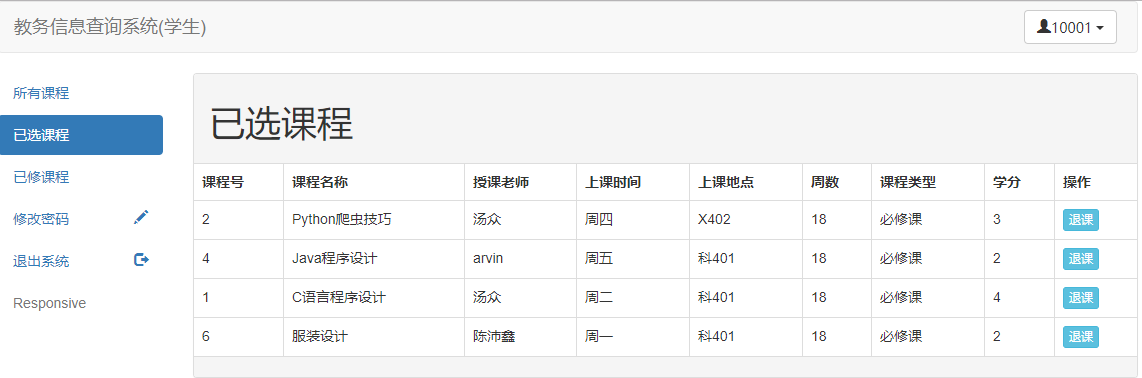 教务信息查询系统(学生)
10001
所有课程
已选课程
已修课程
修改密码
退出系统
Responsive
已选课程
课程号 课程名称 授课老师 上课时间 上课地点 周数 课程类型 学分 操作
2 Python爬虫技巧 汤众 周四 X402 18 必修课 3 退课
4 Java程序设计 arvin 周五 科401 18 必修课 2 退课
1 C语言程序设计 汤众 周二 科401 18 必修课 4 退课
6 服装设计 陈沛鑫 周一 科401 18 必修课 2 退课